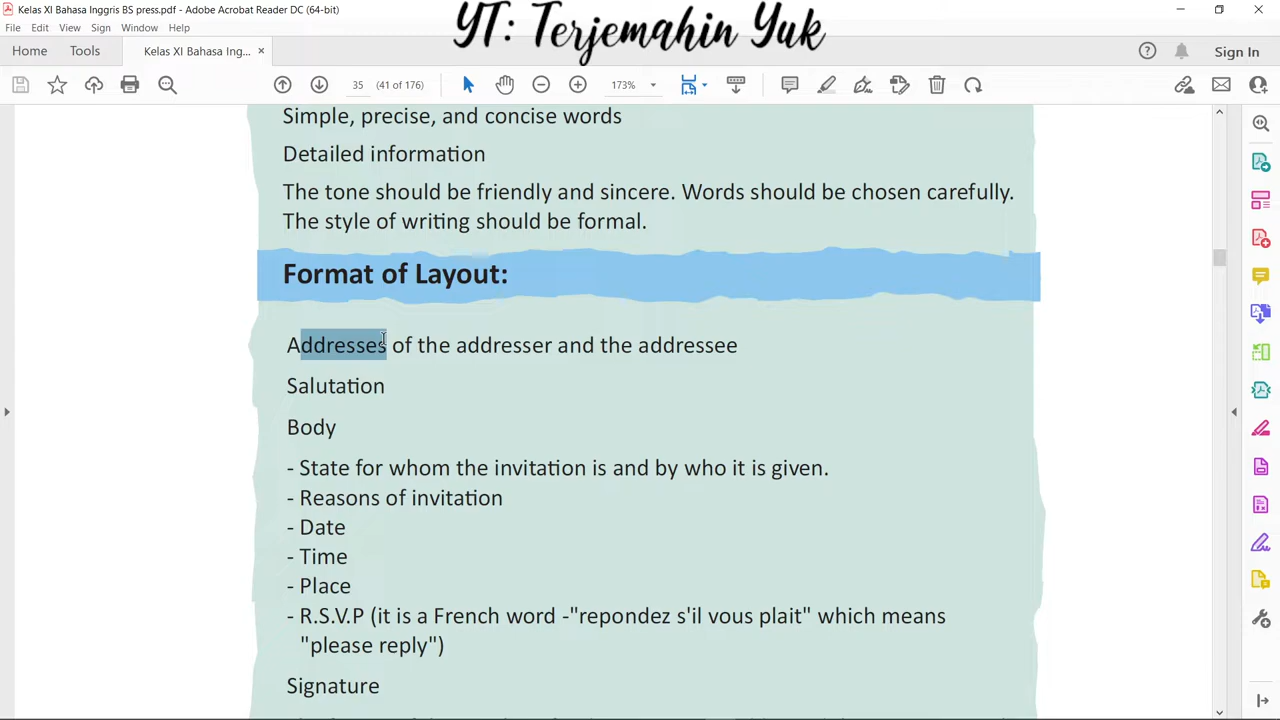 Kelas XI Bahasa Inggris BS press.pdf - Adobe Acrobat Reader DC (64-bit)
YT: Terjemahin Yuk
File Edit View Sign Window Help
Home Tools Kelas XI Bahasa Ing... × Sign In
35 (41 of 176) 173%
Simple, precise, and concise words
Detailed information
The tone should be friendly and sincere. Words should be chosen carefully.
The style of writing should be formal.
Format of Layout:
Addresses of the addresser and the addressee
Salutation
Body
- State for whom the invitation is and by who it is given.
- Reasons of invitation
- Date
- Time
- Place
- R.S.V.P (it is a French word -"repondez s'il vous plait" which means
"please reply")
Signature